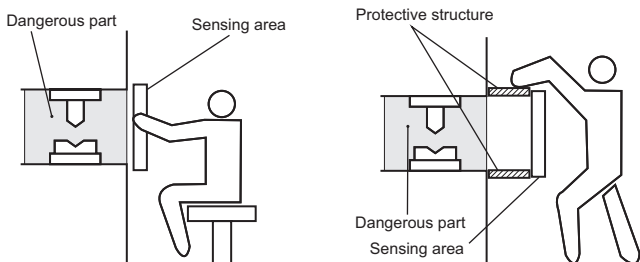 Dangerous part
Sensing area
Protective structure
Dangerous part
Sensing area